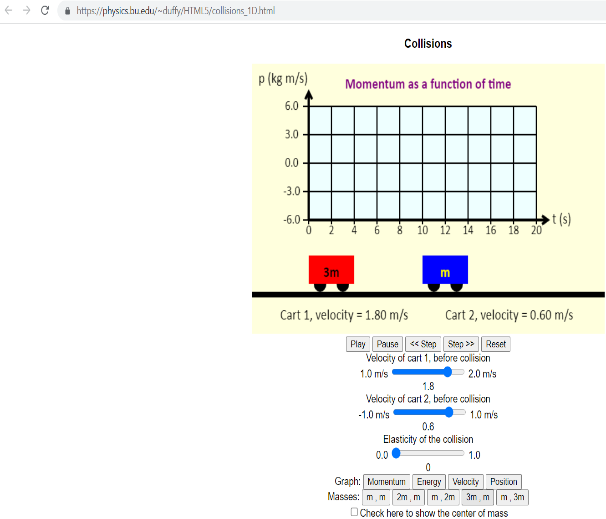 https://physics.bu.edu/~duffy/HTML5/collisions_1D.html
Collisions
p (kg m/s)
Momentum as a function of time
6.0
3.0
0.0
-3.0
-6.0
t (s)
0 2 4 6 8 10 12 14 16 18 20
3m m
Cart 1, velocity = 1.80 m/s Cart 2, velocity = 0.60 m/s
Play Pause << Step Step >> Reset
Velocity of cart 1, before collision
1.0 m/s 2.0 m/s
1.8
Velocity of cart 2, before collision
-1.0 m/s 1.0 m/s
0.6
Elasticity of the collision
0.0 1.0
0
Graph: Momentum Energy Velocity Position
Masses: m , m 2m , m m , 2m 3m , m m , 3m
Check here to show the center of mass